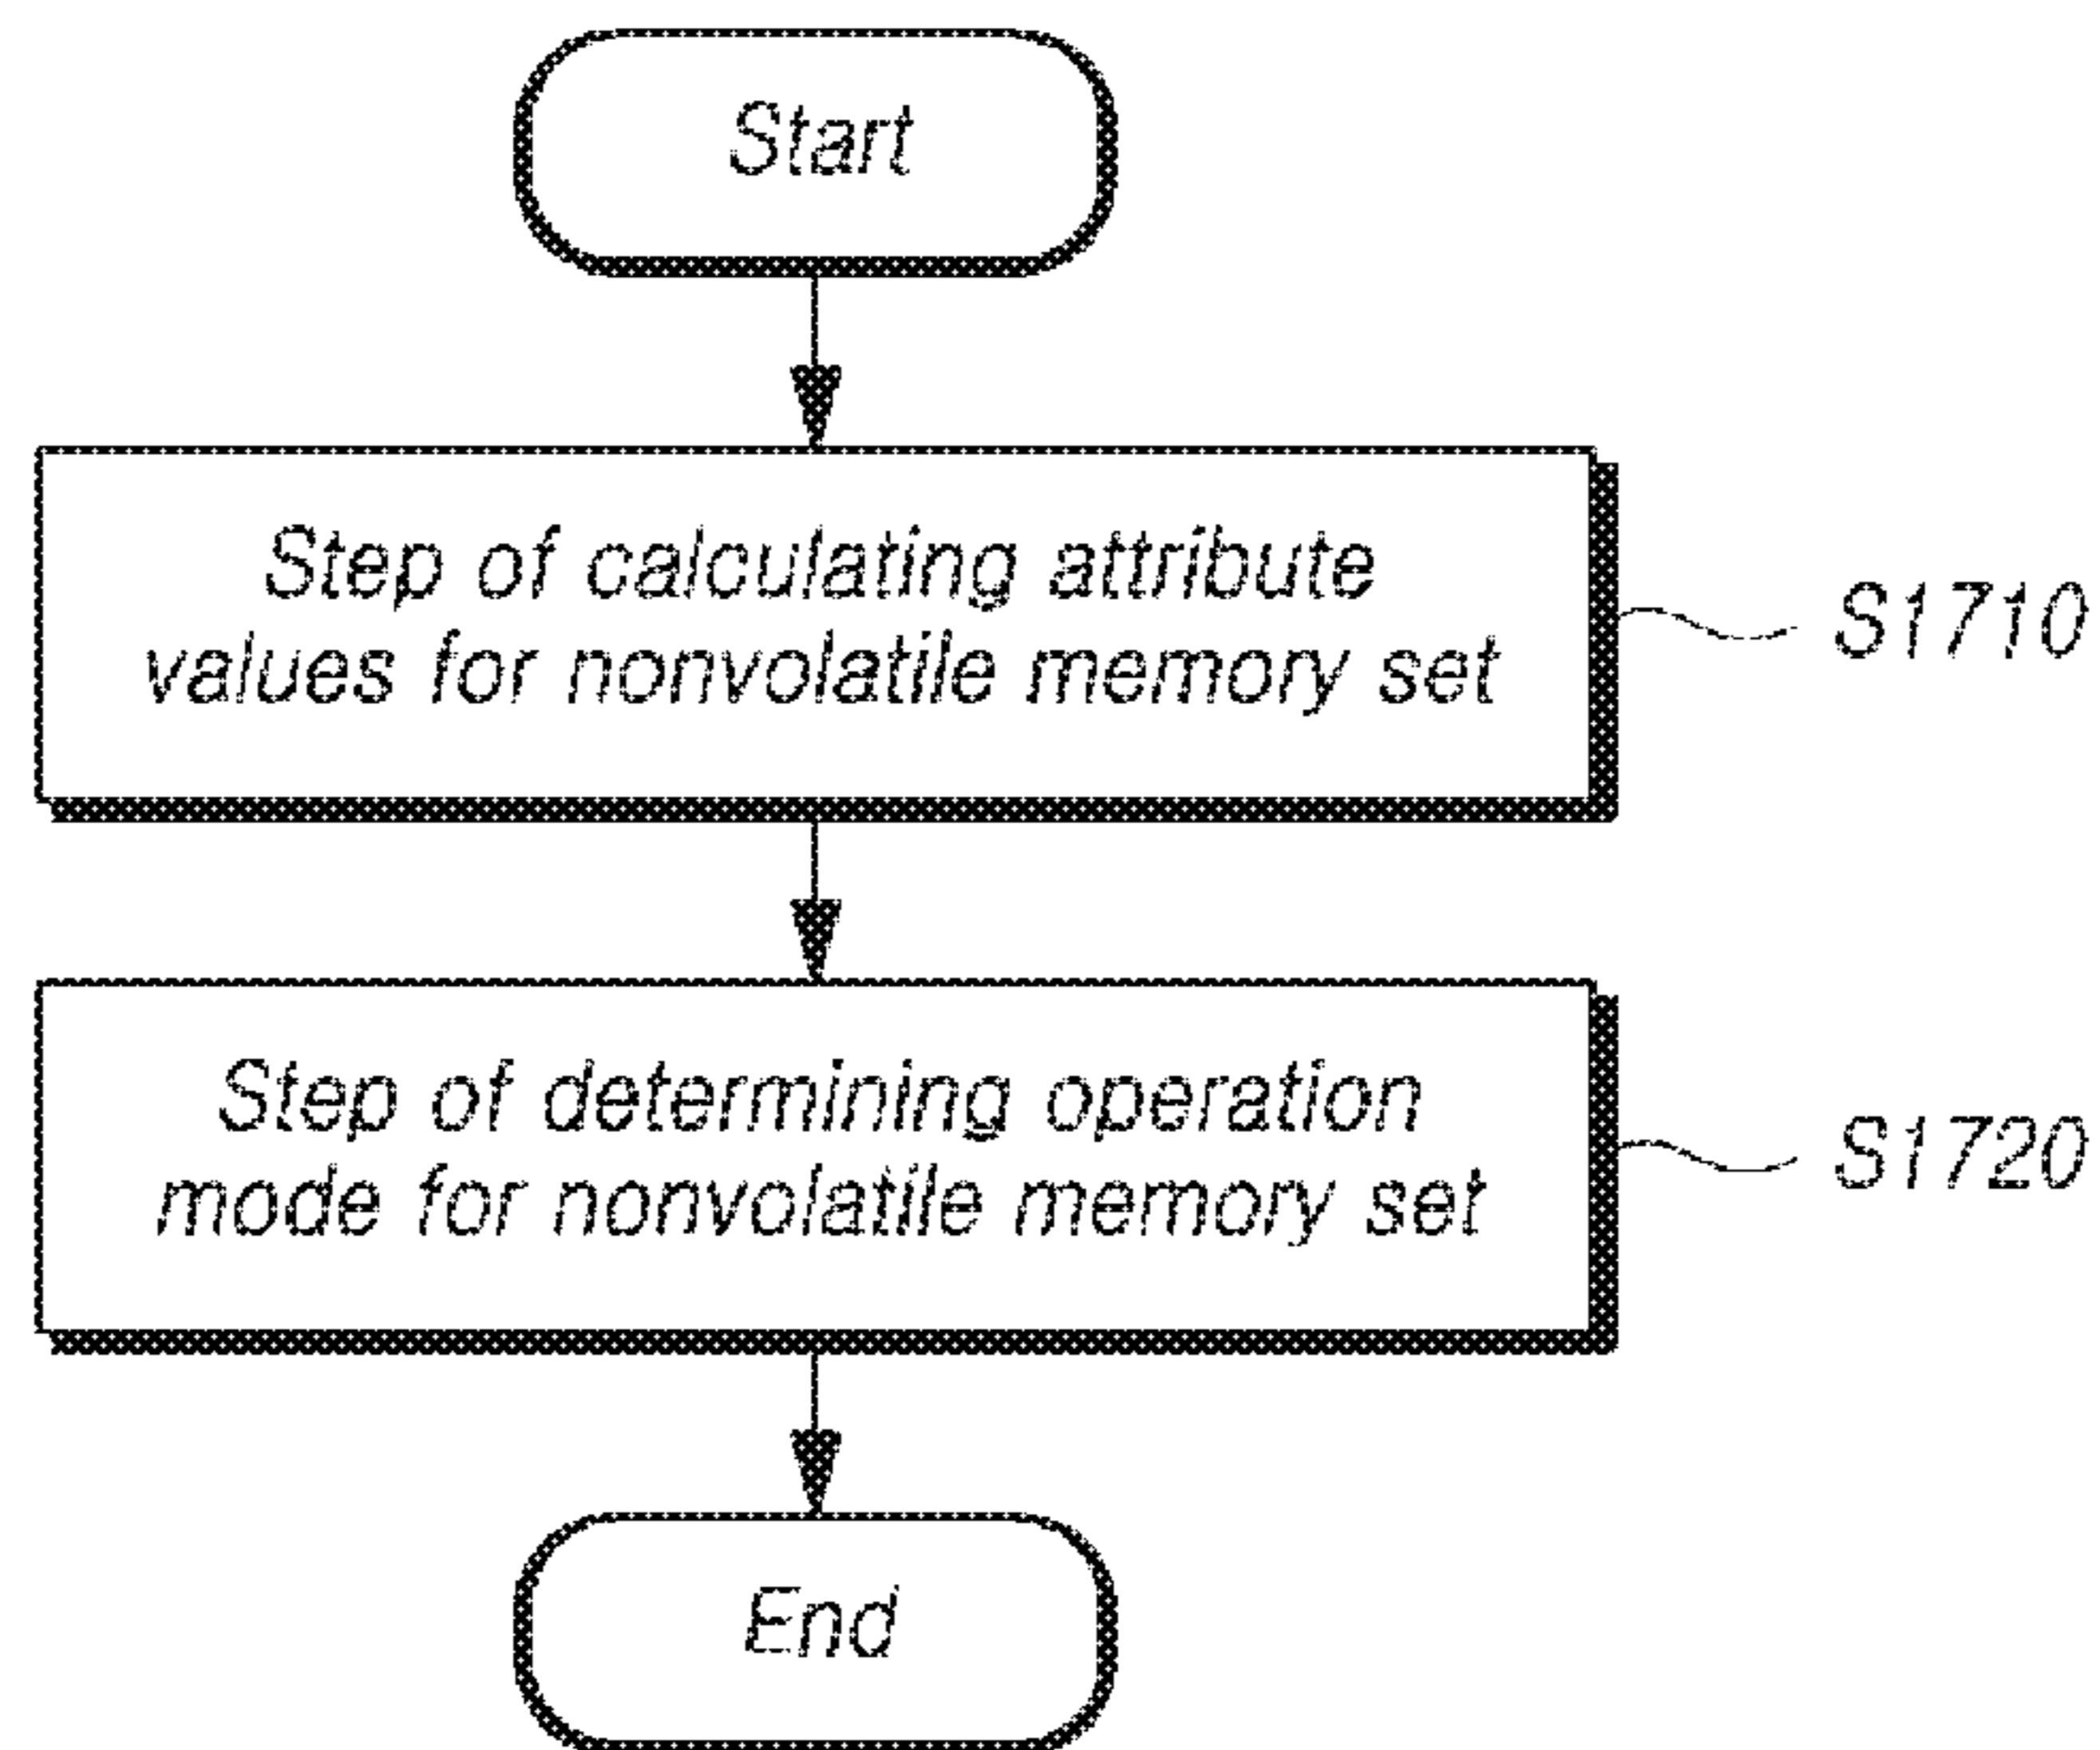 Start
Step of calculating attribute
values for nonvolatile memory set
S1710
Step of determining operation
mode for nonvolatile memory set
S1720
End